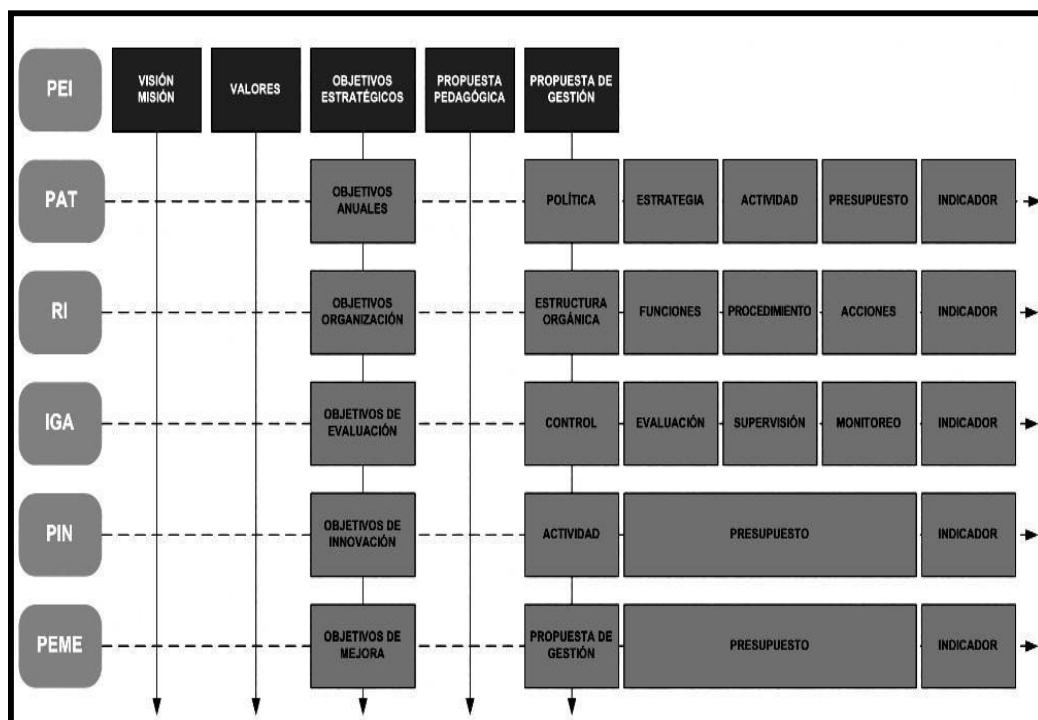 PEI
VISIÓN
MISIÓN
VALORES
OBJETIVOS
ESTRATÉGICOS
PROPUESTA
PEDAGÓGICA
PROPUESTA DE
GESTIÓN
PAT
OBJETIVOS
ANUALES
POLÍTICA
ESTRATEGIA
ACTIVIDAD
PRESUPUESTO
INDICADOR
RI
OBJETIVOS
ORGANIZACIÓN
ESTRUCTURA
ORGÁNICA
FUNCIONES
PROCEDIMIENTO
ACCIONES
INDICADOR
IGA
OBJETIVOS DE
EVALUACIÓN
CONTROL
EVALUACIÓN
SUPERVISIÓN
MONITOREO
INDICADOR
PIN
OBJETIVOS DE
INNOVACIÓN
ACTIVIDAD
PRESUPUESTO
INDICADOR
PEME
OBJETIVOS DE
MEJORA
PROPUESTA DE
GESTIÓN
PRESUPUESTO
INDICADOR